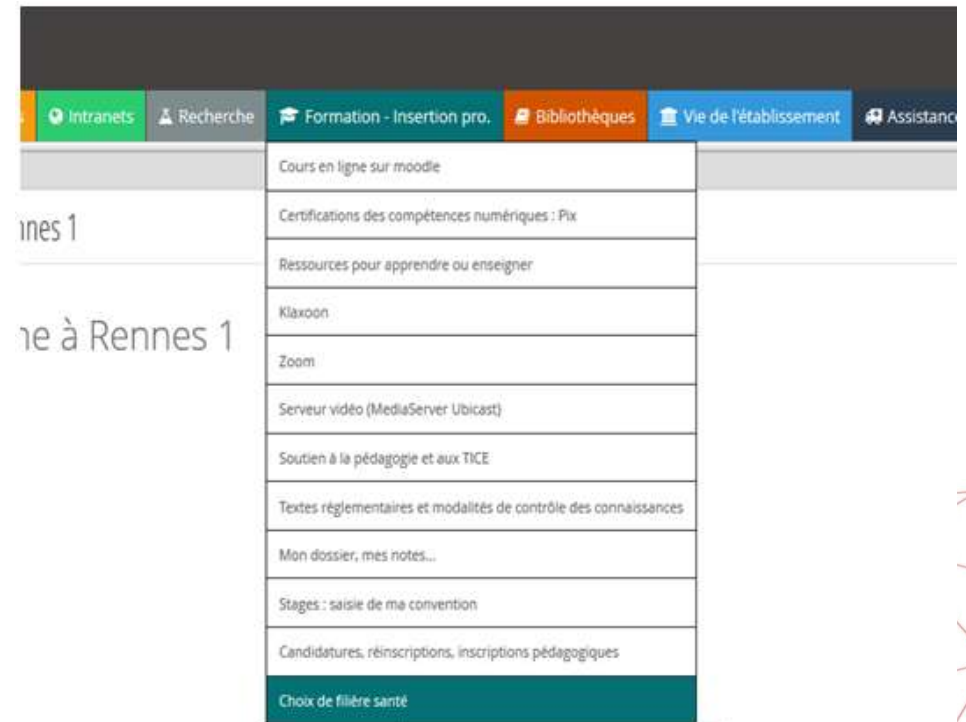 Intranets
Recherche
Formation - Insertion pro.
Bibliothèques
Vie de l'établissement
Assistance
Cours en ligne sur moodle
Certifications des compétences numériques : Pix
nnes 1
Ressources pour apprendre ou enseigner
Klaxoon
ne à Rennes 1
Zoom
Serveur vidéo (MediaServer Ubicast)
Soutien à la pédagogie et aux TICE
Textes réglementaires et modalités de contrôle des connaissances
Mon dossier, mes notes...
Stages : saisie de ma convention
Candidatures, réinscriptions, inscriptions pédagogiques
Choix de filière santé